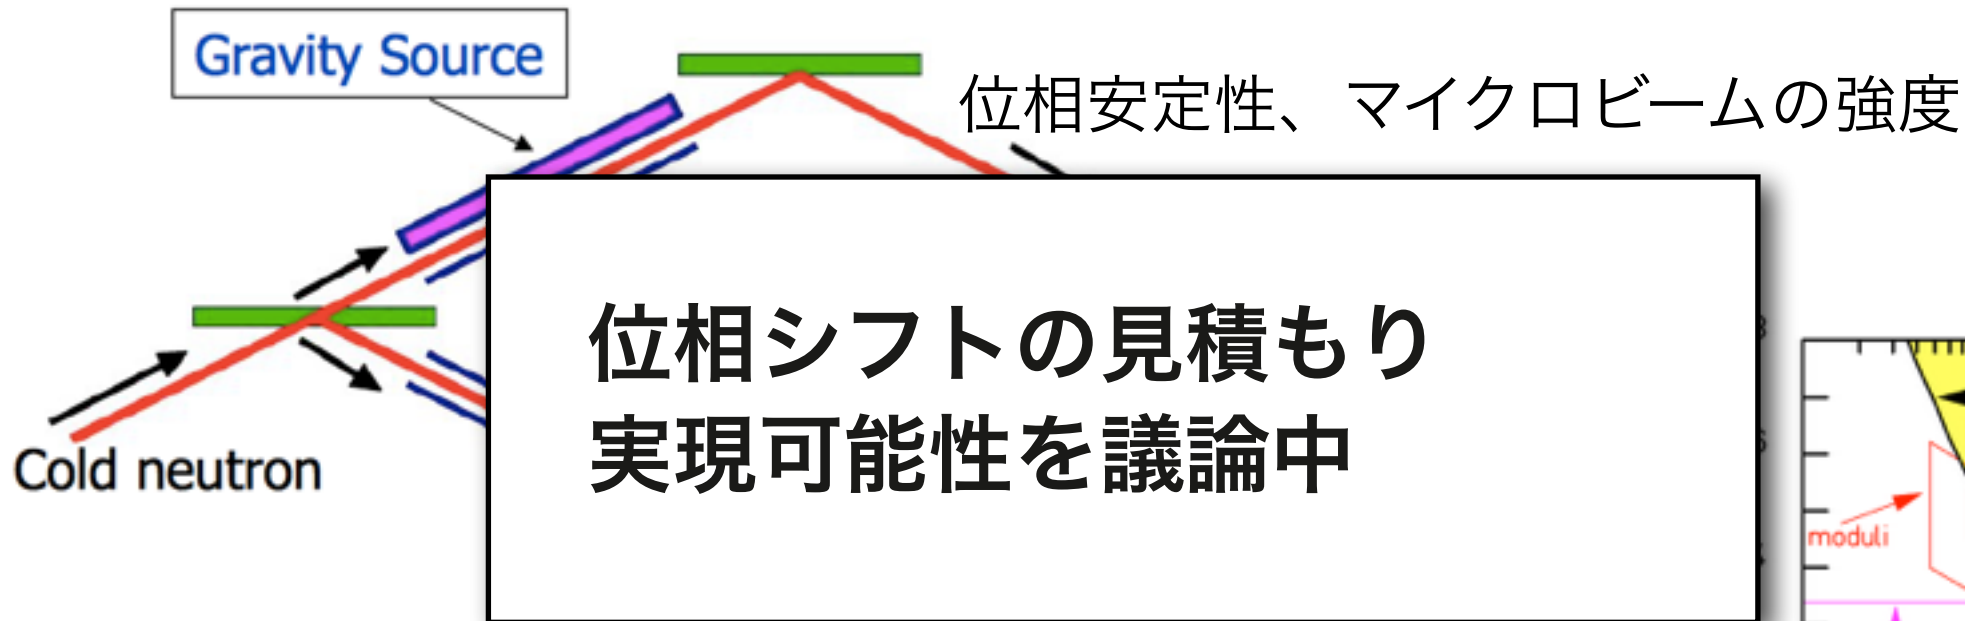 Gravity Source
位相安定性、マイクロビームの強度
位相シフトの見積もり
実現可能性を議論中
Cold neutron
moduli